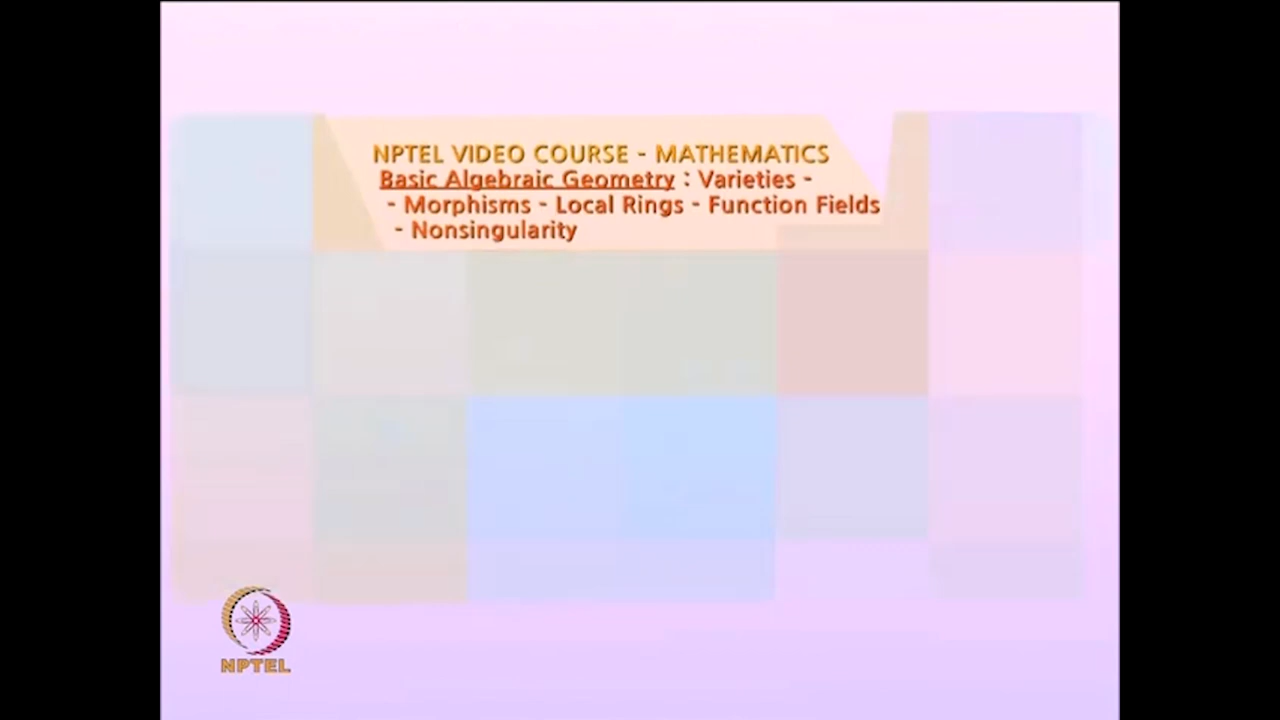 NPTEL VIDEO COURSE - MATHEMATICS
Basic Algebraic Geometry : Varieties -
- Morphisms - Local Rings - Function Fields
- Nonsingularity
NPTEL